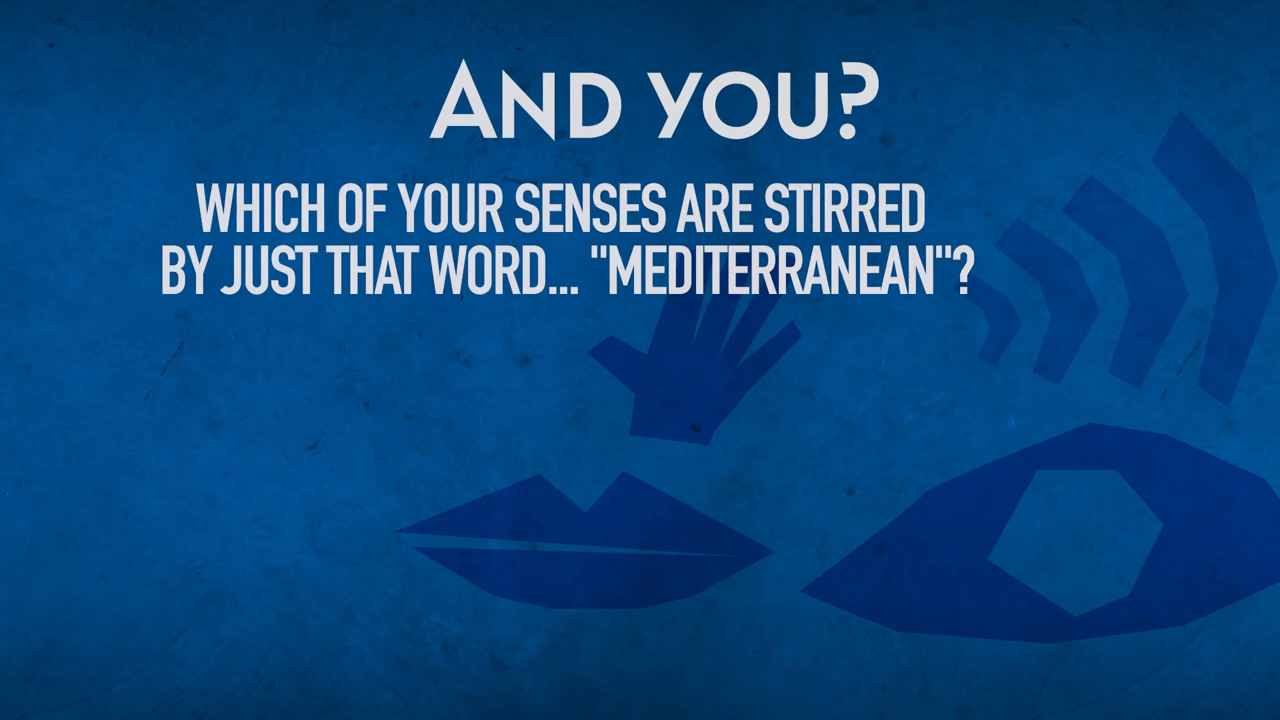 AND YOU?
WHICH OF YOUR SENSES ARE STIRRED
BY JUST THAT WORD... "MEDITERRANEAN"?